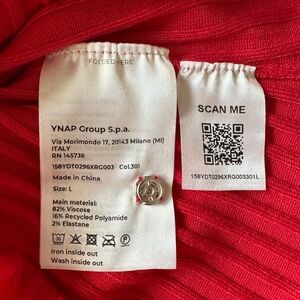 FOLDED HERE
YNAP Group S.p.a.
Via Morimondo 17, 20143 Milano (MI)
ITALY
RN 145736
158YDT0296XRG003 Col.301
Made in China
Size: L
Main material:
82% Viscose
16% Recycled Polyamide
2% Elastane
Iron inside out
Wash inside out
SCAN ME
158YDT0296XRG003301L